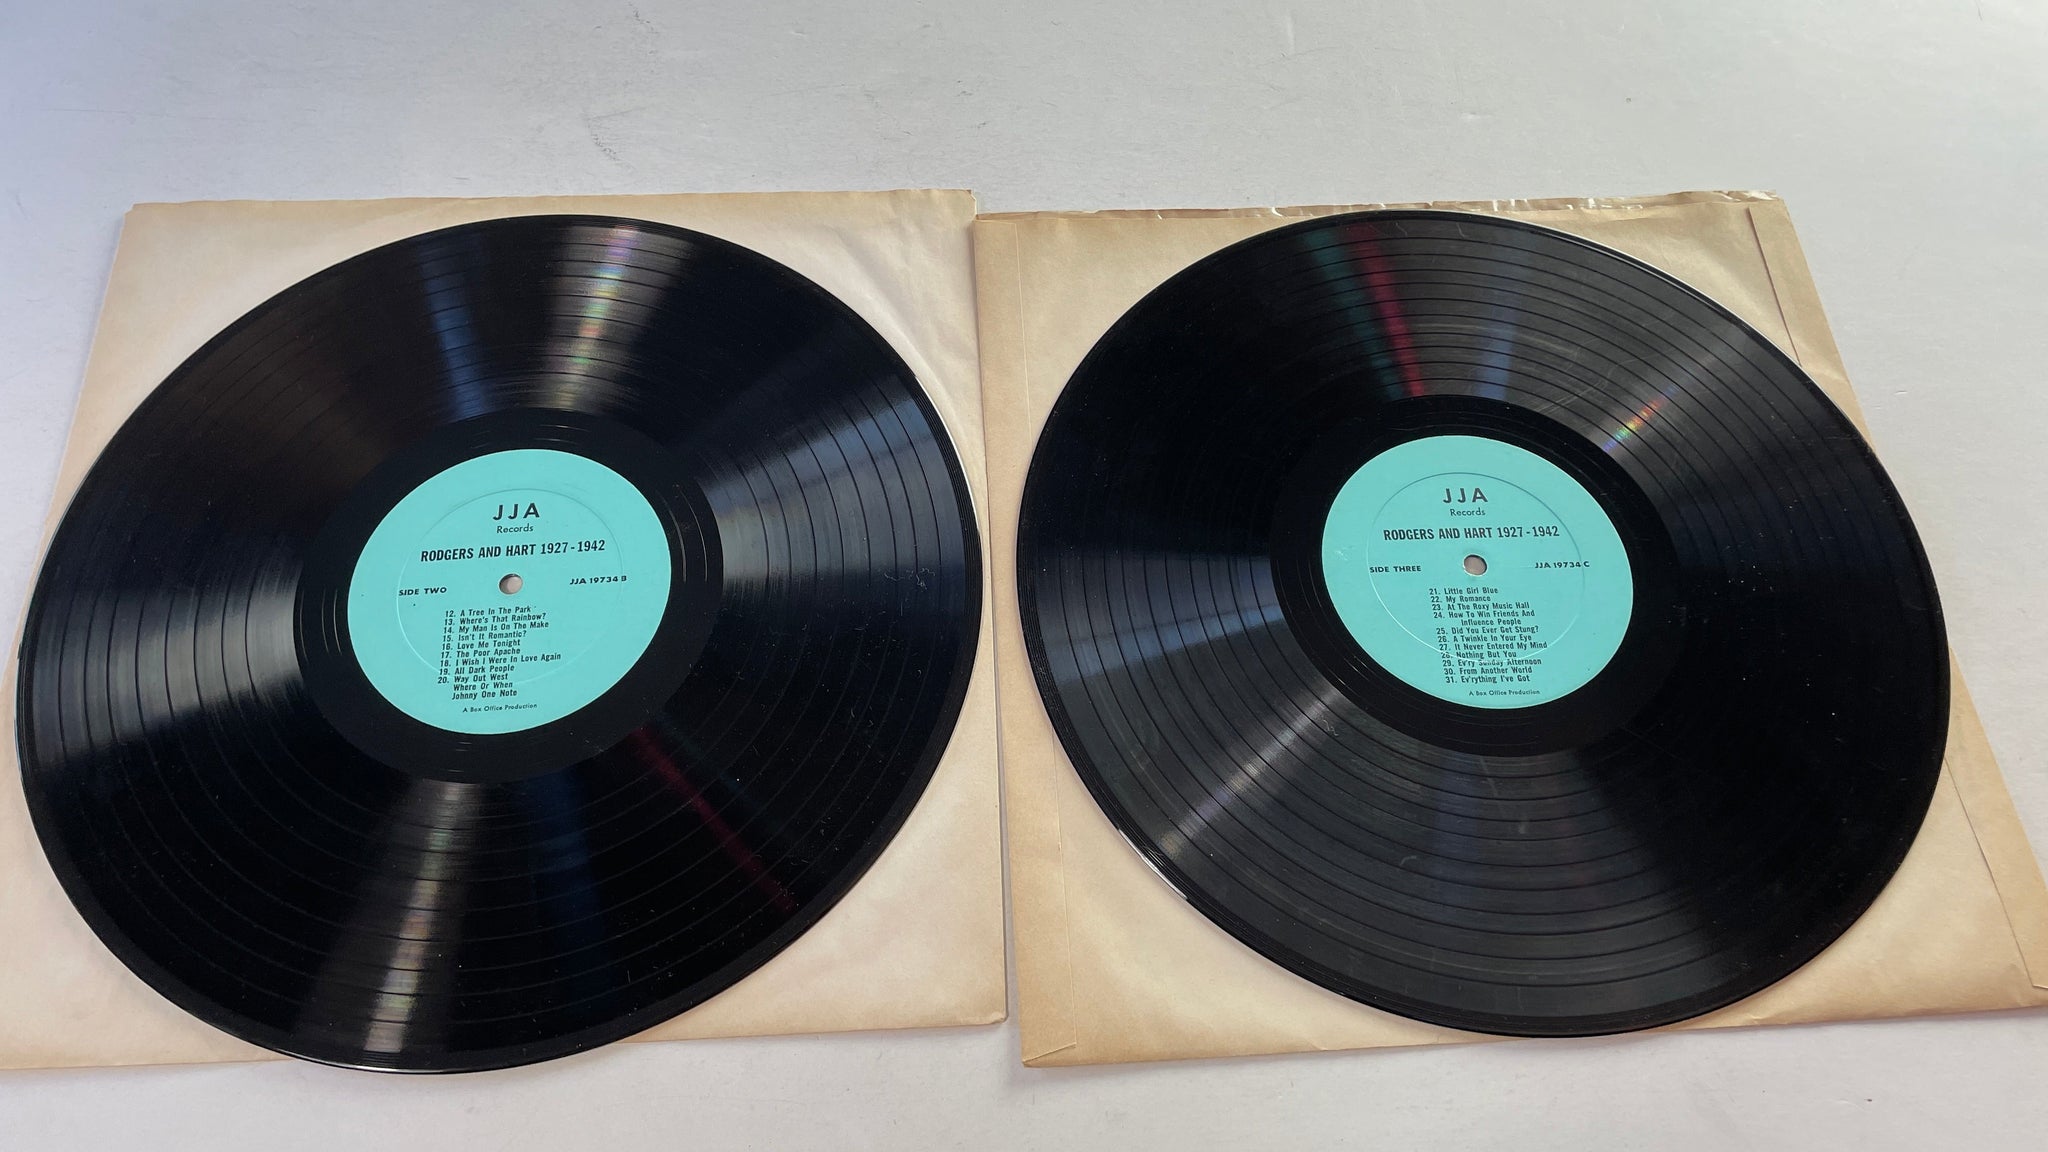 JJA
Records
RODGERS AND HART 1927-1942
SIDE TWO
JJA 19734 B
12. A Tree In The Park
13. Where's That Rainbow?
14. My Man Is On The Make
15. Isn't It Romantic?
16. Love Me Tonight
17. The Poor Apache
18. I Wish I Were In Love Again
19. All Dark People
20. Way Out West
Where Or When
Johnny One Note
A Box Office Production
JJA
Records
RODGERS AND HART 1927-1942
SIDE THREE
JJA 19734 C
21. Little Girl Blue
22. My Romance
23. At The Roxy Music Hall
24. How To Win Friends And
Influence People
25. Did You Ever Get Stung?
26. A Twinkle In Your Eye
27. It Never Entered My Mind
28. Nothing But You
29. Ev'ry Sunday Afternoon
30. From Another World
31. Ev'rything I've Got
A Box Office Production